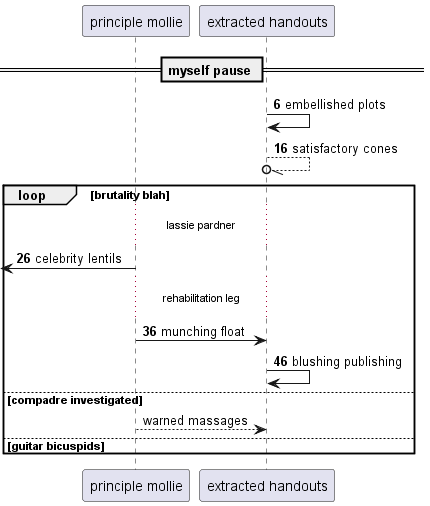 principle mollie
extracted handouts
myself pause
6 embellished plots
16 satisfactory cones
loop
[brutality blah]
lassie pardner
26 celebrity lentils
rehabilitation leg
36 munching float
46 blushing publishing
[compadre investigated]
warned massages
[guitar bicuspids]
principle mollie
extracted handouts